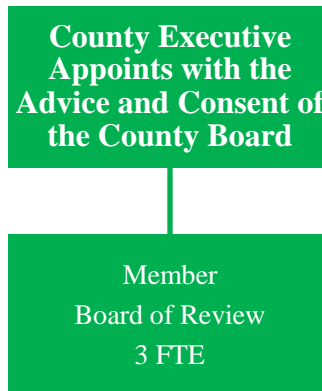 County Executive
Appoints with the
Advice and Consent of
the County Board
Member
Board of Review
3 FTE